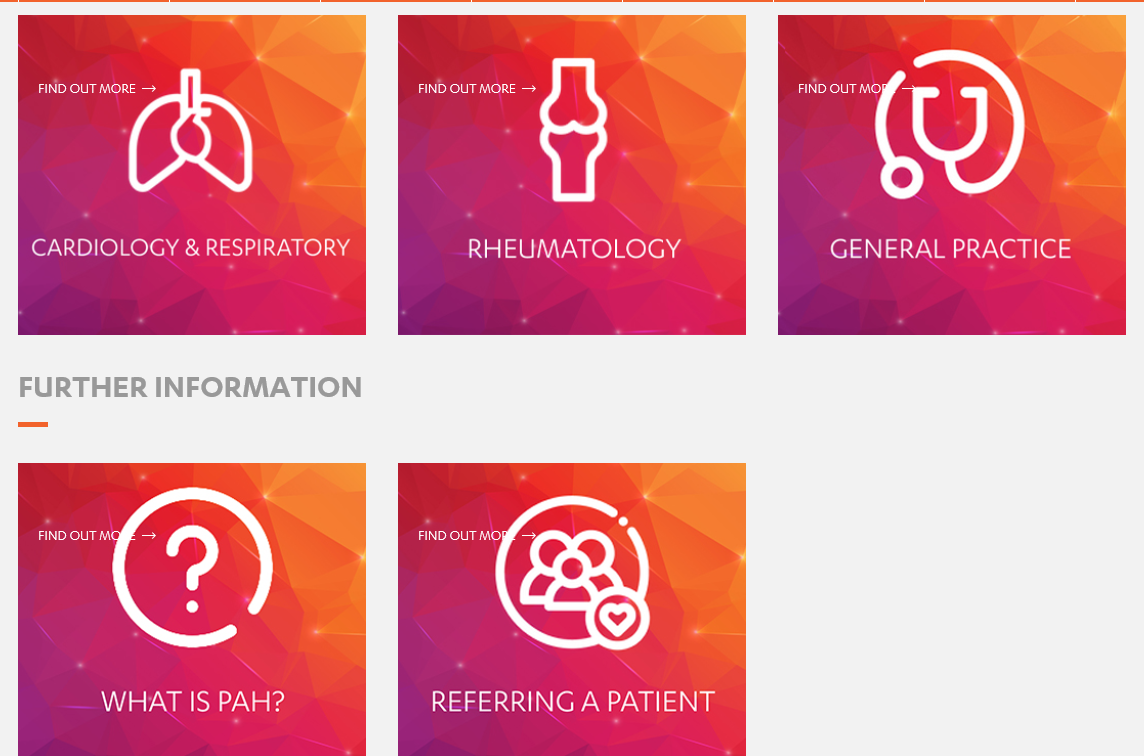 FIND OUT MORE →
CARDIOLOGY & RESPIRATORY
FIND OUT MORE →
RHEUMATOLOGY
FIND OUT MORE →
GENERAL PRACTICE
FURTHER INFORMATION
FIND OUT MORE →
WHAT IS PAH?
FIND OUT MORE →
REFERRING A PATIENT